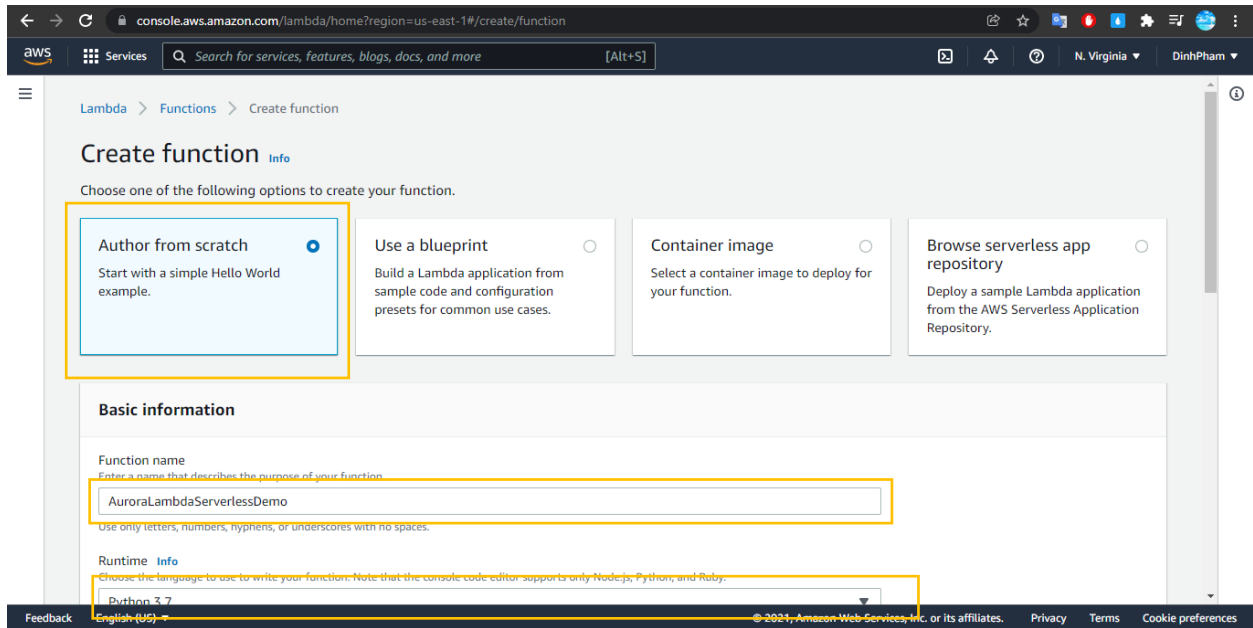 console.aws.amazon.com/lambda/home?region=us-east-1#/create/function
aws
Services
Search for services, features, blogs, docs, and more
[Alt+S]
N. Virginia
DinhPham
Lambda > Functions > Create function
Create function Info
Choose one of the following options to create your function.
Author from scratch
Start with a simple Hello World
example.
Use a blueprint
Build a Lambda application from
sample code and configuration
presets for common use cases.
Container image
Select a container image to deploy for
your function.
Browse serverless app
repository
Deploy a sample Lambda application
from the AWS Serverless Application
Repository.
Basic information
Function name
Enter a name that describes the purpose of your function.
AuroraLambdaServerlessDemo
Use only letters, numbers, hyphens, or underscores with no spaces.
Runtime Info
Choose the language to use to write your function. Note that the console code editor supports only Node.js, Python, and Ruby.
Python 3.7
Feedback
English (US)
© 2021, Amazon Web Services, Inc. or its affiliates.
Privacy
Terms
Cookie preferences